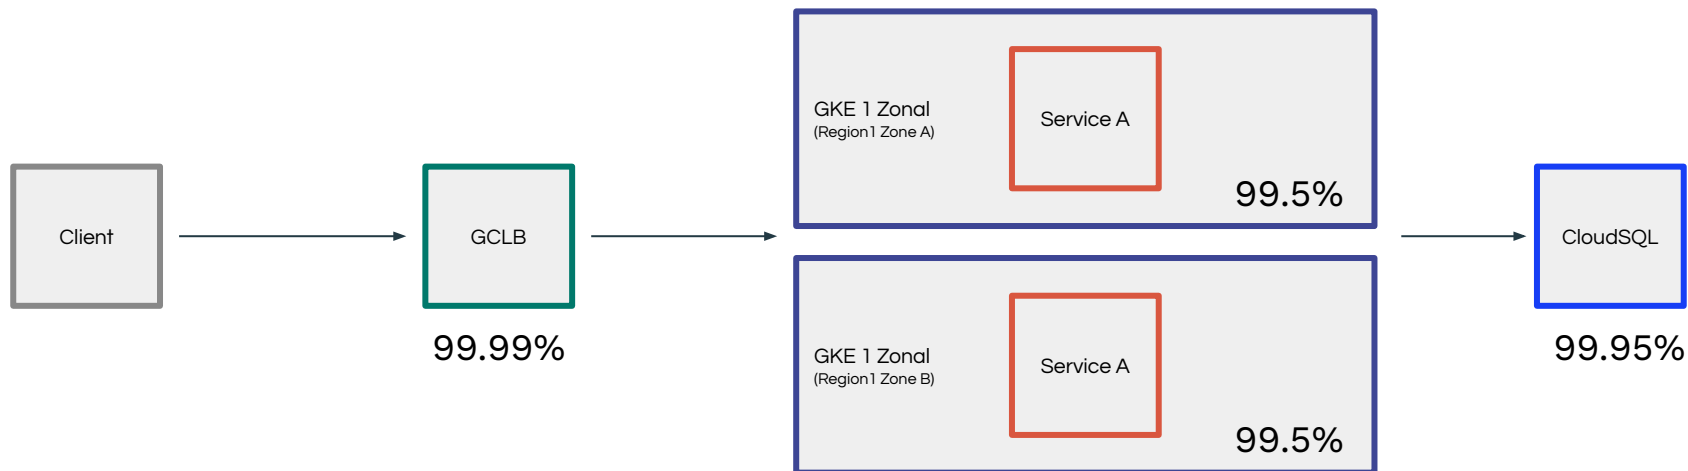 Client
GCLB
99.99%
GKE 1 Zonal
(Region1 Zone A)
Service A
99.5%
GKE 1 Zonal
(Region1 Zone B)
Service A
99.5%
CloudSQL
99.95%